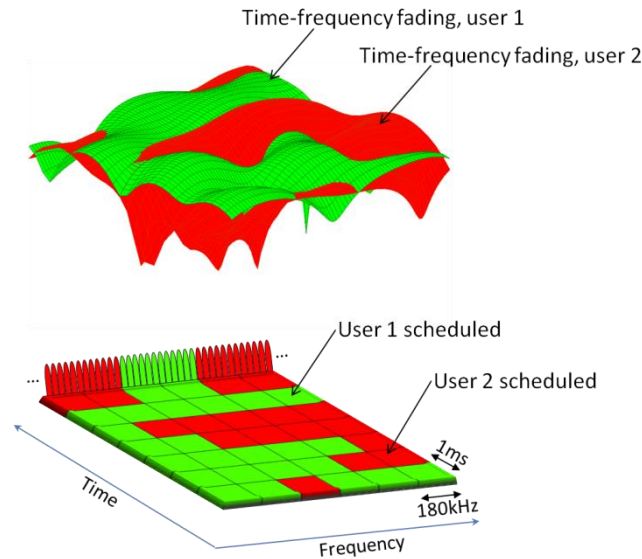 Time-frequency fading, user 1
Time-frequency fading, user 2
User 1 scheduled
...
...
User 2 scheduled
1ms
Time
180kHz
Frequency